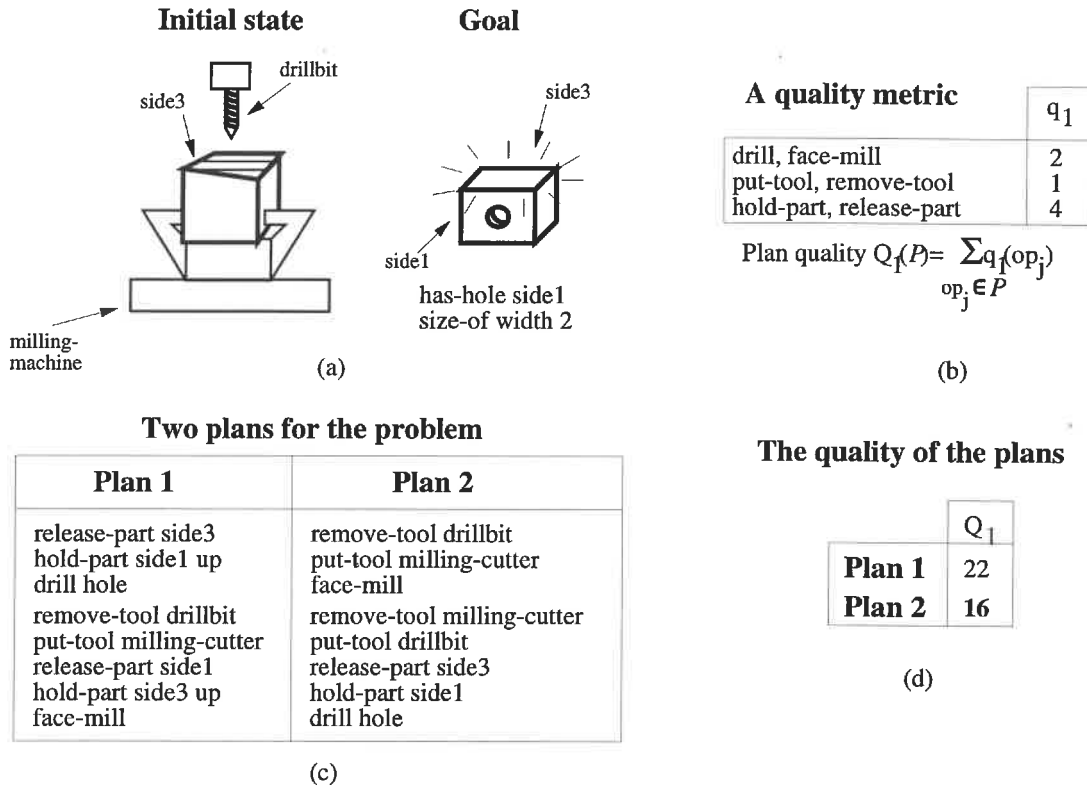 Initial state
Goal
drillbit
side3
side3
side1
has-hole side1
size-of width 2
milling-
machine
(a)
A quality metric
q1
drill, face-mill 2
put-tool, remove-tool 1
hold-part, release-part 4
Plan quality Q1(P)= ∑q1(opj)
opj∈P
(b)
Two plans for the problem
Plan 1 Plan 2
release-part side3 remove-tool drillbit
hold-part side1 up put-tool milling-cutter
drill hole face-mill
remove-tool drillbit remove-tool milling-cutter
put-tool milling-cutter put-tool drillbit
release-part side1 release-part side3
hold-part side3 up hold-part side1
face-mill drill hole
(c)
The quality of the plans
Q1
Plan 1 22
Plan 2 16
(d)